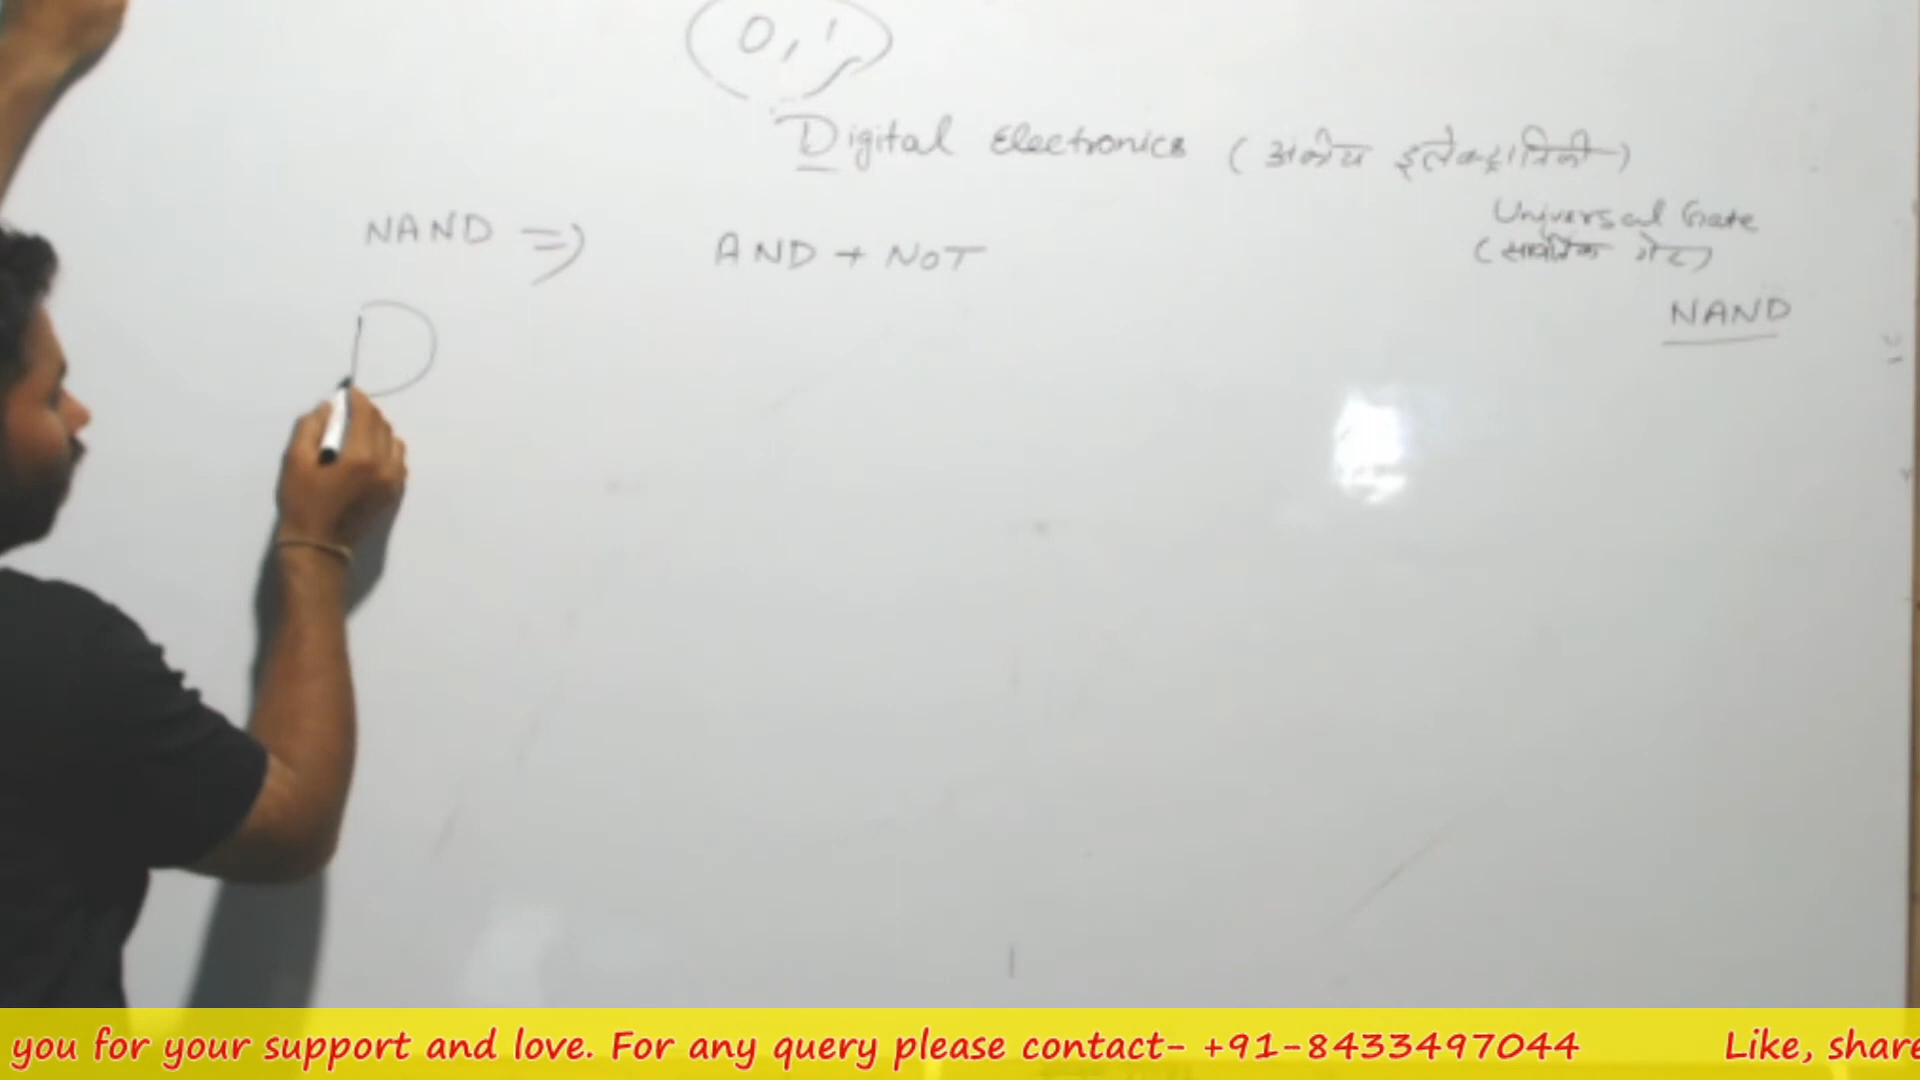 0, 1
Digital Electronics (अंकीय इलेक्ट्रानिकी)
Universal Gate
(सार्वत्रिक गेट)
NAND => AND + NOT
NAND
you for your support and love. For any query please contact- +91-8433497044 Like, share